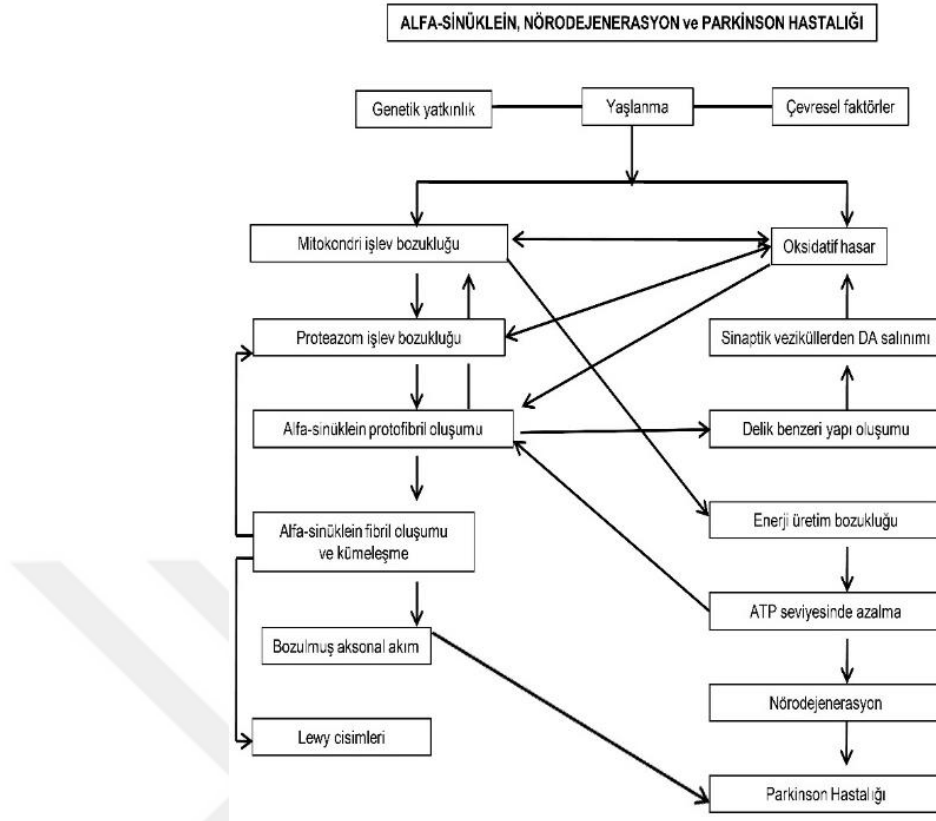 ALFA-SİNÜKLEİN, NÖRODEJENERASYON ve PARKİNSON HASTALIĞI
Genetik yatkınlık
Yaşlanma
Çevresel faktörler
Mitokondri işlev bozukluğu
Oksidatif hasar
Proteazom işlev bozukluğu
Sinaptik veziküllerden DA salınımı
Alfa-sinüklein protofibril oluşumu
Delik benzeri yapı oluşumu
Alfa-sinüklein fibril oluşumu
ve kümeleşme
Enerji üretim bozukluğu
ATP seviyesinde azalma
Bozulmuş aksonal akım
Nörodejenerasyon
Lewy cisimleri
Parkinson Hastalığı